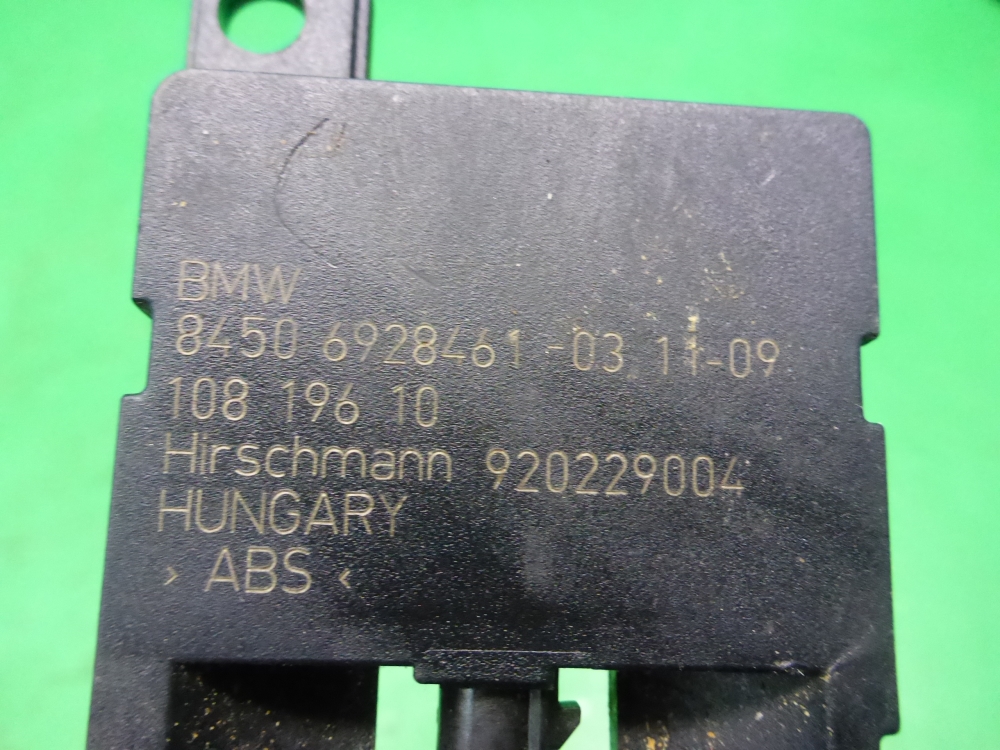 BMW
8450 6928461 -03 11-09
108 196 10
Hirschmann 920229004
HUNGARY
> ABS <